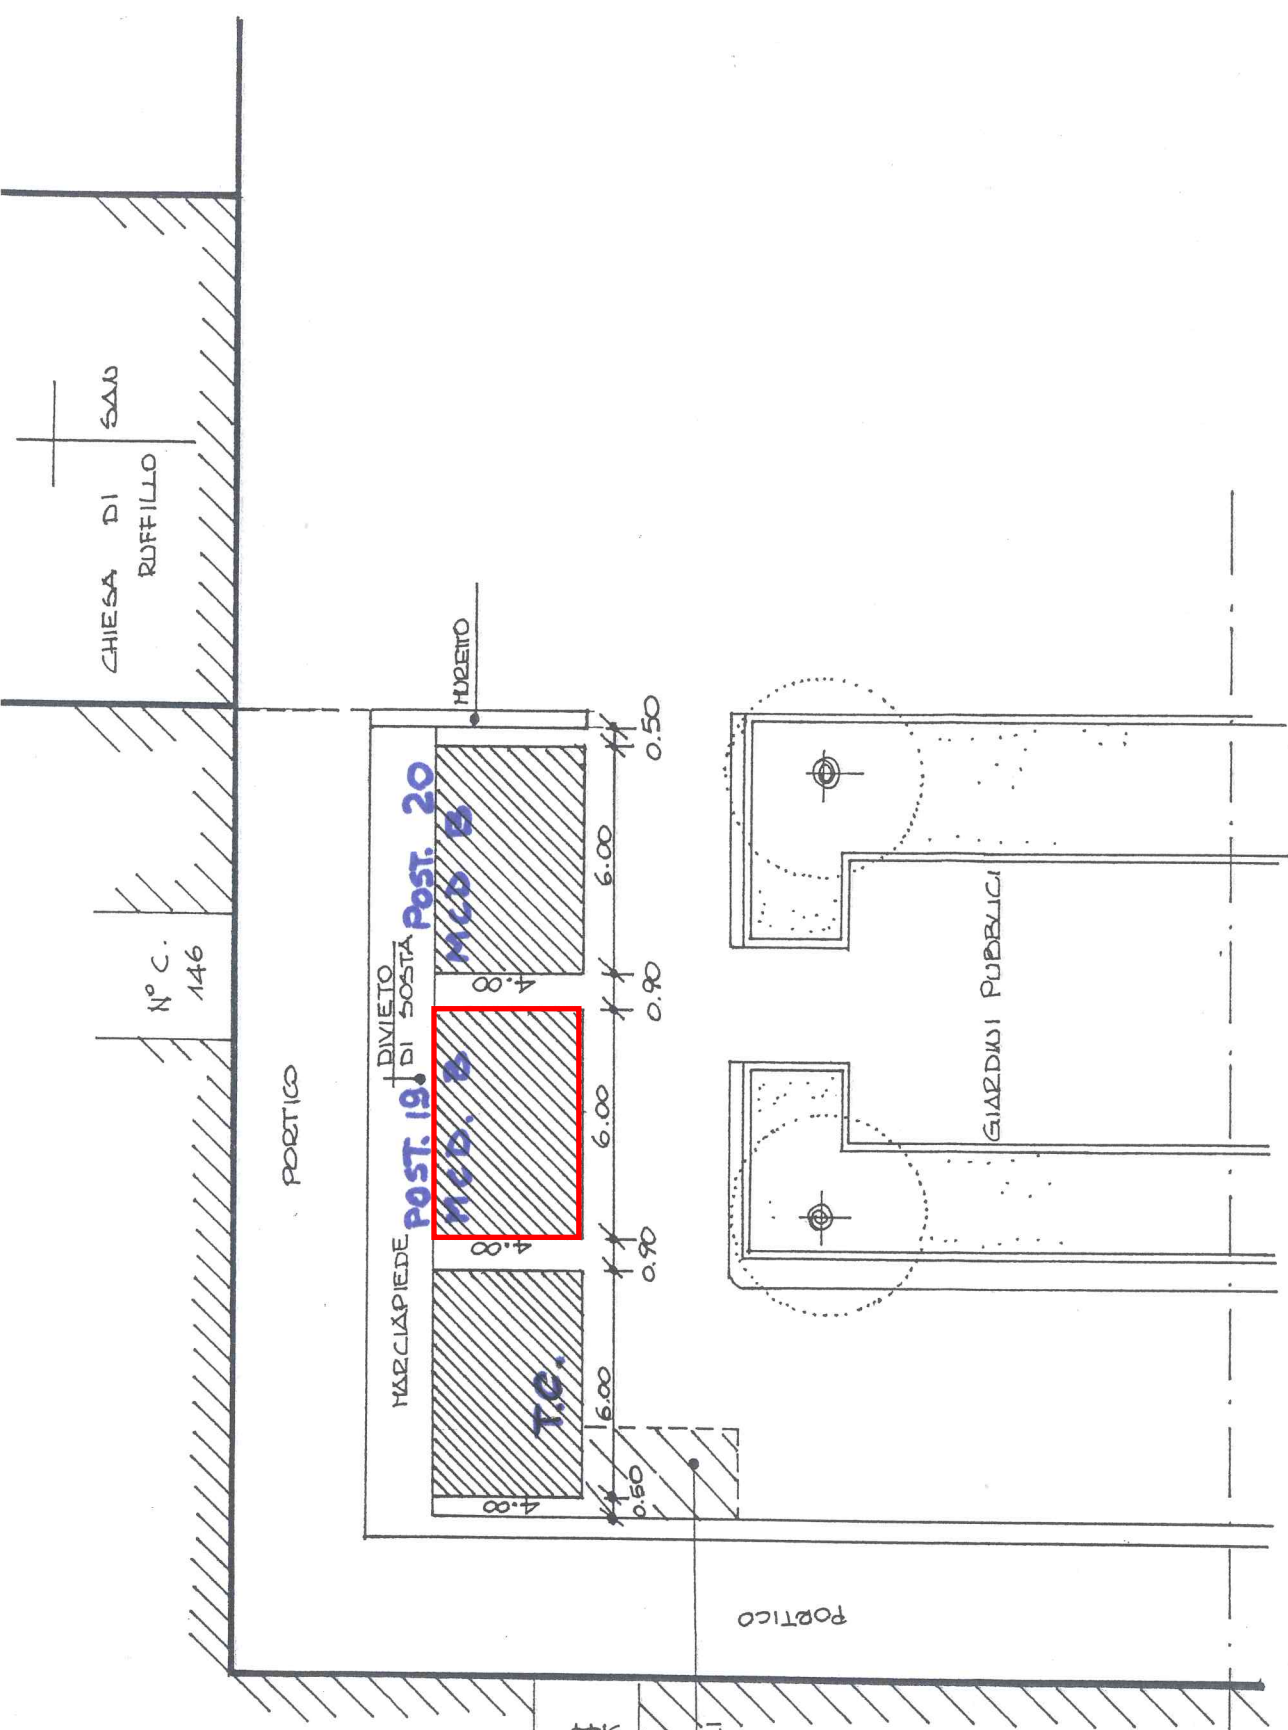 CHIESA DI SAN
RUFFILLO
N° C.
146
PORTICO
MARCIAPIEDE
DIVIETO
DI SOSTA
MURETTO
POST. 19
MCD. B
POST. 20
MCD B
T.C.
4.80
4.80
4.80
0.50
6.00
0.90
6.00
0.90
6.00
0.50
GIARDINI PUBBLICI
PORTICO